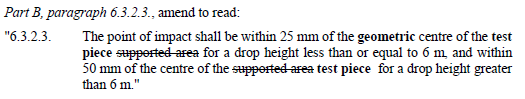 Part B, paragraph 6.3.2.3., amend to read:
"6.3.2.3. The point of impact shall be within 25 mm of the geometric centre of the test
piece supported area for a drop height less than or equal to 6 m, and within
50 mm of the centre of the supported area test piece for a drop height greater
than 6 m."